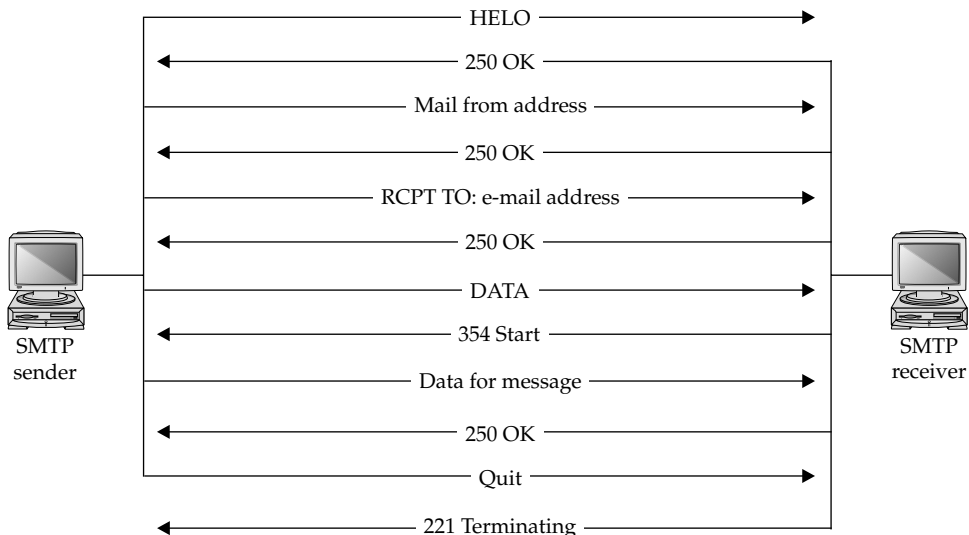 HELO
250 OK
Mail from address
250 OK
RCPT TO: e-mail address
250 OK
DATA
354 Start
SMTP
sender
SMTP
receiver
Data for message
250 OK
Quit
221 Terminating